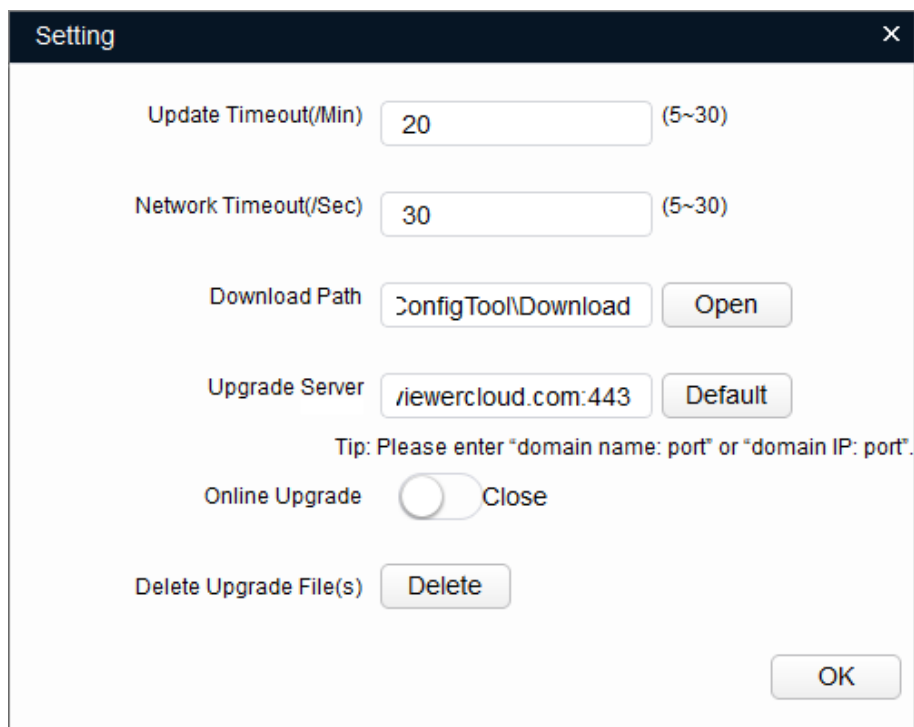 Setting ×
Update Timeout(/Min) 20 (5~30)
Network Timeout(/Sec) 30 (5~30)
Download Path ConfigTool\Download Open
Upgrade Server viewercloud.com:443 Default
Tip: Please enter “domain name: port” or “domain IP: port”.
Online Upgrade Close
Delete Upgrade File(s) Delete
OK